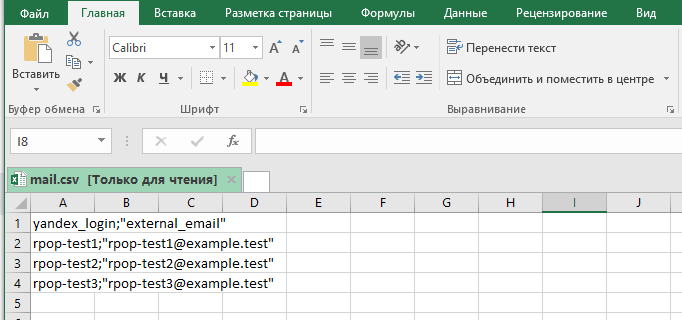 Файл Главная Вставка Разметка страницы Формулы Данные Рецензирование Вид
Вставить
Calibri 11
Ж К Ч А
Перенести текст
Объединить и поместить в центре
Буфер обмена Шрифт Выравнивание
I8 fx
mail.csv [Только для чтения]
A B C D E F G H I J
1 yandex_login;"external_email"
2 rpop-test1;"rpop-test1@example.test"
3 rpop-test2;"rpop-test2@example.test"
4 rpop-test3;"rpop-test3@example.test"
5